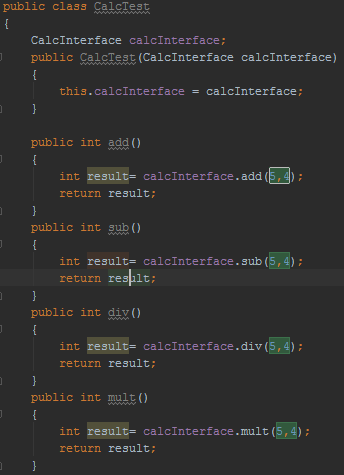 public class CalcTest
{
CalcInterface calcInterface;
public CalcTest(CalcInterface calcInterface)
{
this.calcInterface = calcInterface;
}
public int add()
{
int result= calcInterface.add(5,4);
return result;
}
public int sub()
{
int result= calcInterface.sub(5,4);
return result;
}
public int div()
{
int result= calcInterface.div(5,4);
return result;
}
public int mult()
{
int result= calcInterface.mult(5,4);
return result;
}